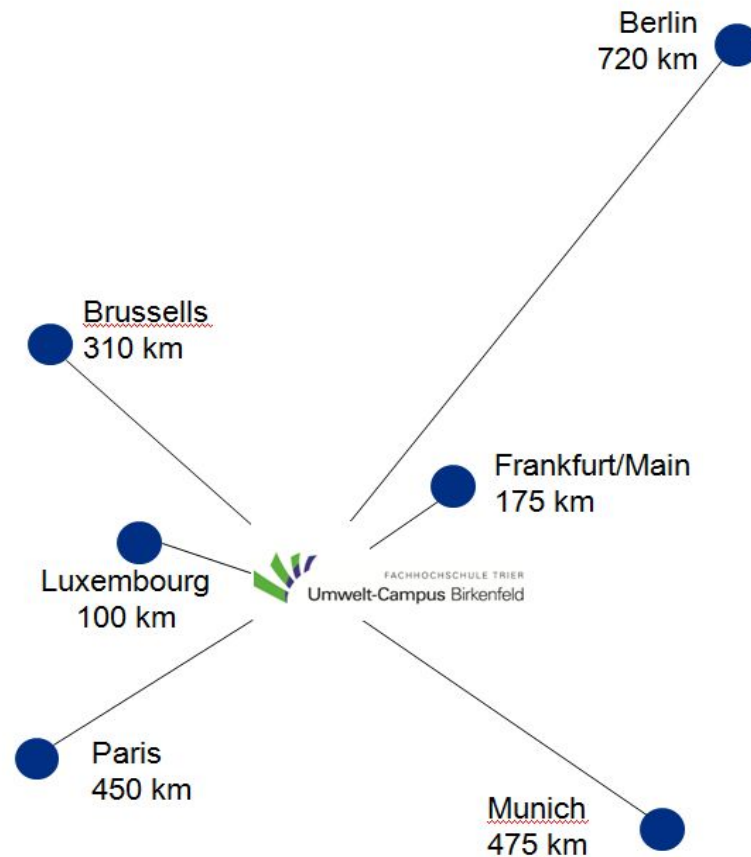 Berlin
720 km
Brussells
310 km
Frankfurt/Main
175 km
Luxembourg
100 km
FACHHOCHSCHULE TRIER
Umwelt-Campus Birkenfeld
Paris
450 km
Munich
475 km